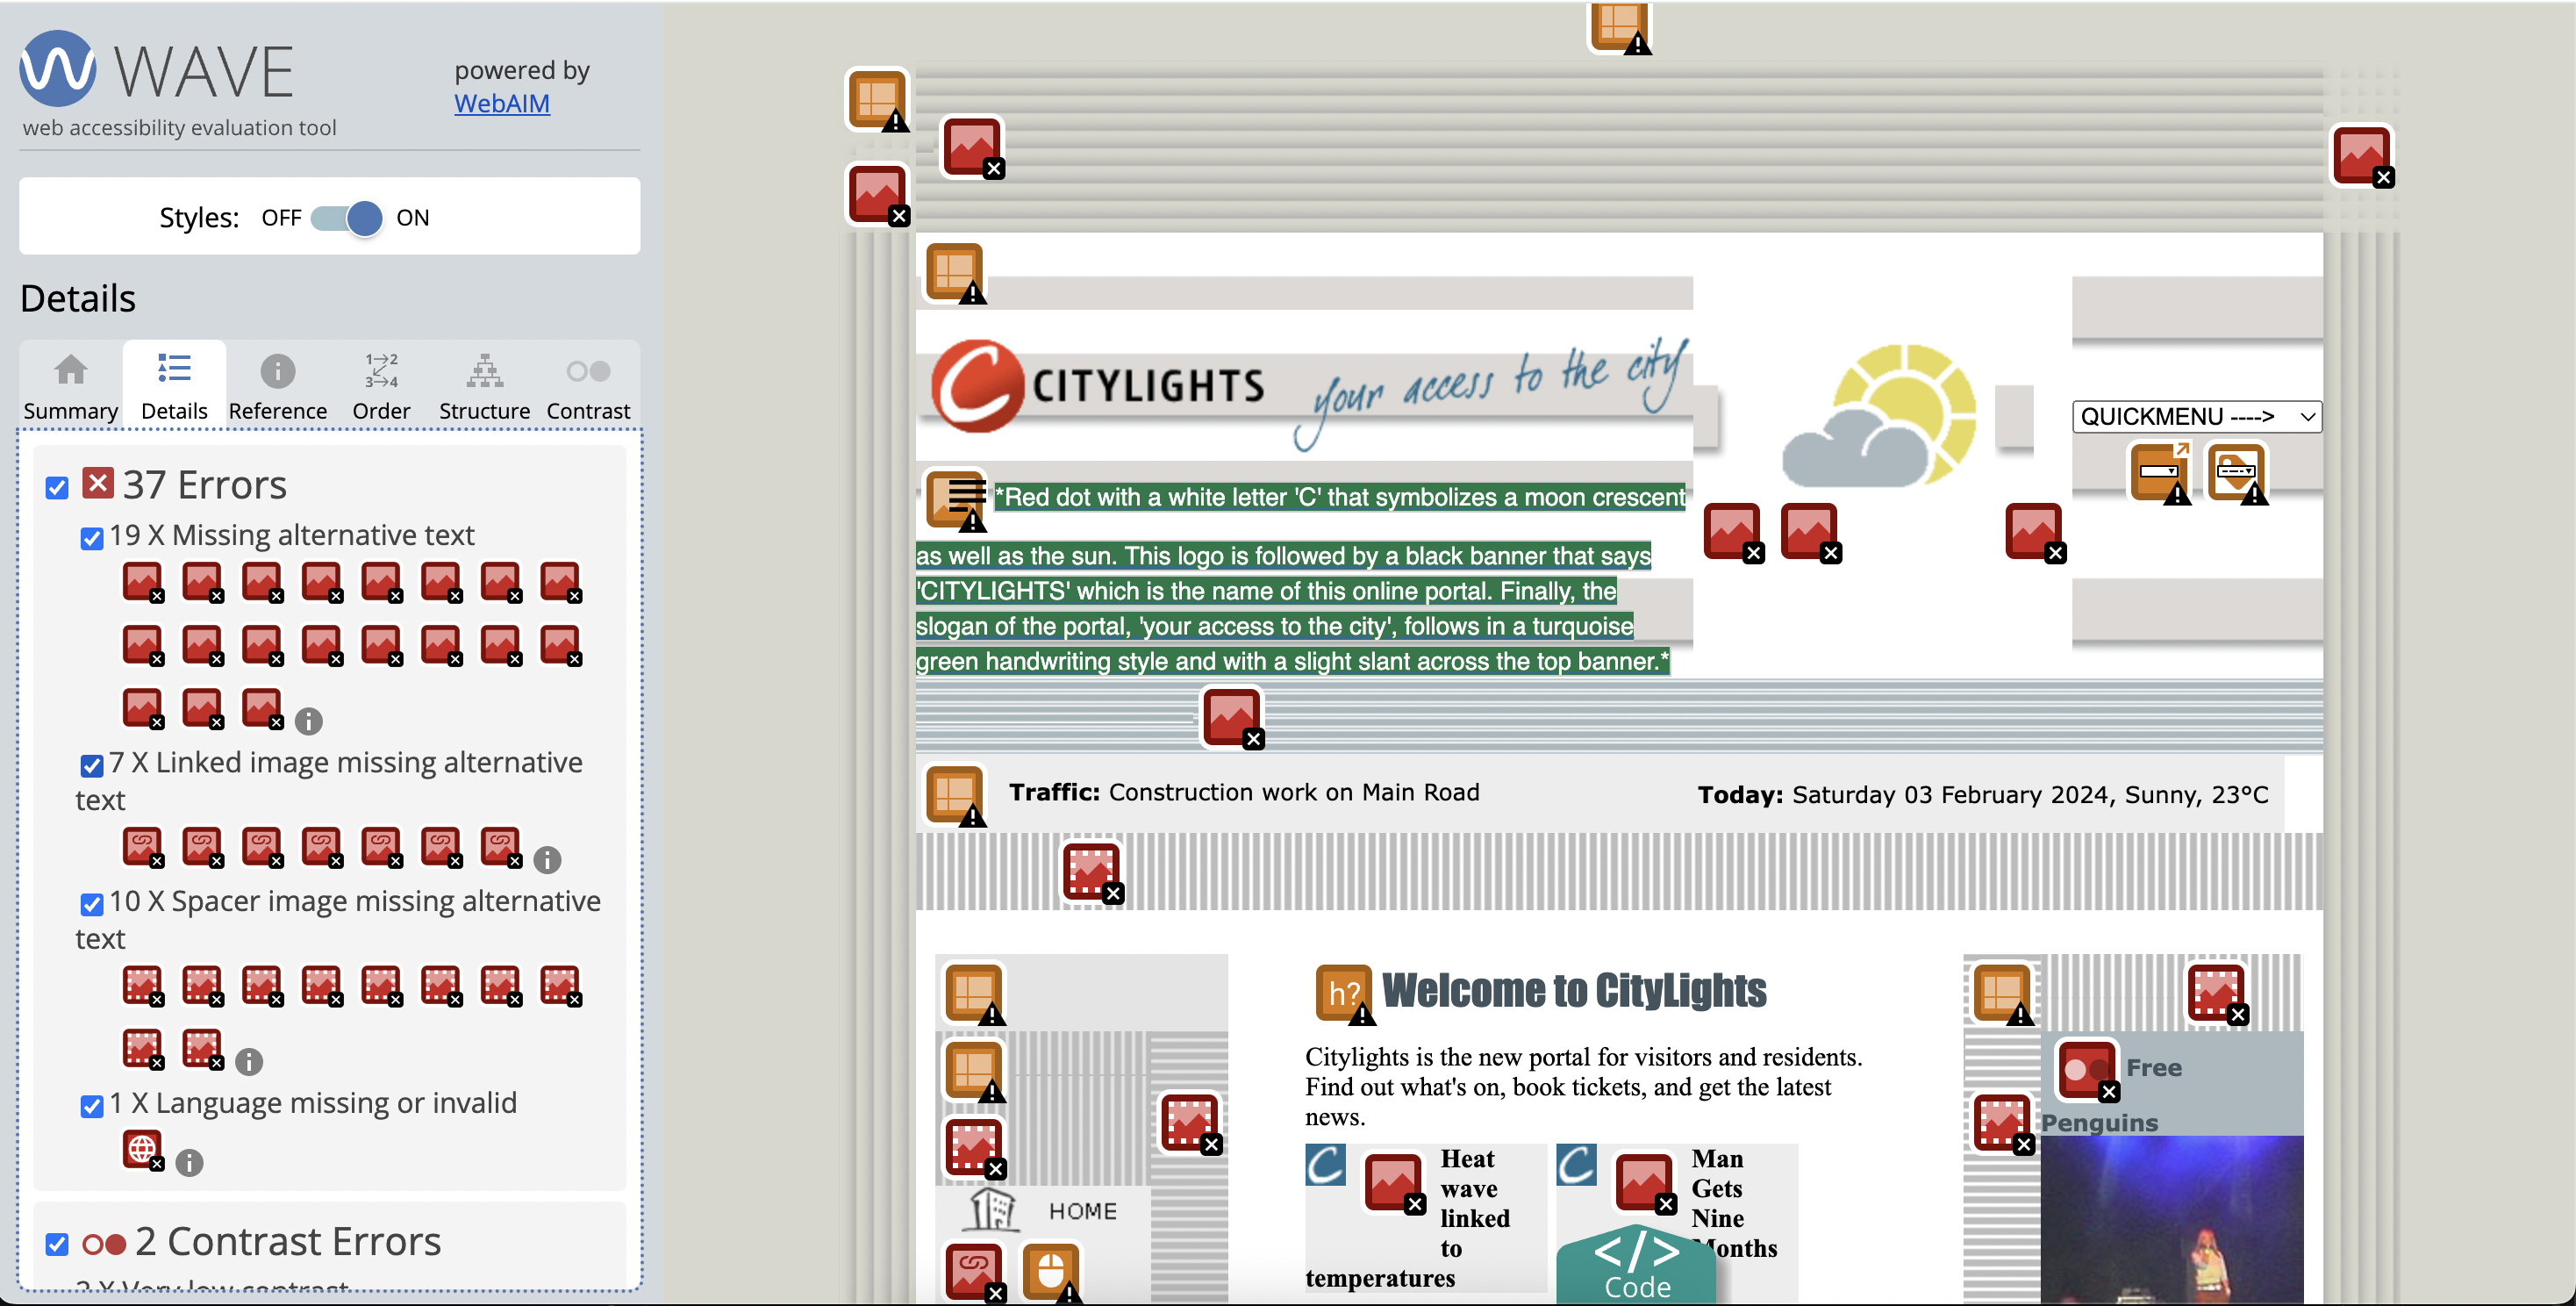 WAVE
powered by
WebAIM
web accessibility evaluation tool
Styles: OFF ON
Details
Summary Details Reference Order Structure Contrast
37 Errors
19 X Missing alternative text
7 X Linked image missing alternative
text
10 X Spacer image missing alternative
text
1 X Language missing or invalid
2 Contrast Errors
2 X Very low contrast
CITYLIGHTS your access to the city
QUICKMENU ---->
*Red dot with a white letter 'C' that symbolizes a moon crescent
as well as the sun. This logo is followed by a black banner that says
'CITYLIGHTS' which is the name of this online portal. Finally, the
slogan of the portal, 'your access to the city', follows in a turquoise
green handwriting style and with a slight slant across the top banner.*
Traffic: Construction work on Main Road
Today: Saturday 03 February 2024, Sunny, 23°C
HOME
h? Welcome to CityLights
Citylights is the new portal for visitors and residents.
Find out what's on, book tickets, and get the latest
news.
Heat
wave
linked
to
temperatures
Man
Gets
Nine
Months
</>
Code
Free
Penguins